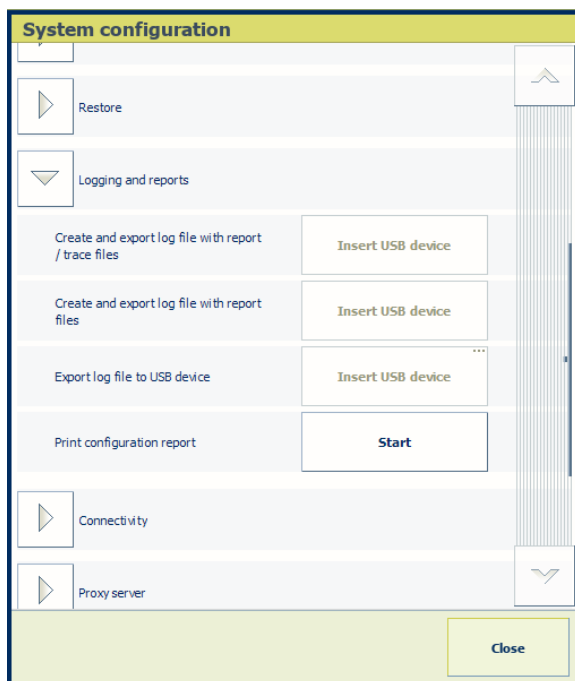 System configuration
Restore
Logging and reports
Create and export log file with report
/ trace files
Insert USB device
Create and export log file with report
files
Insert USB device
...
Export log file to USB device
Insert USB device
Print configuration report
Start
Connectivity
Proxy server
Close